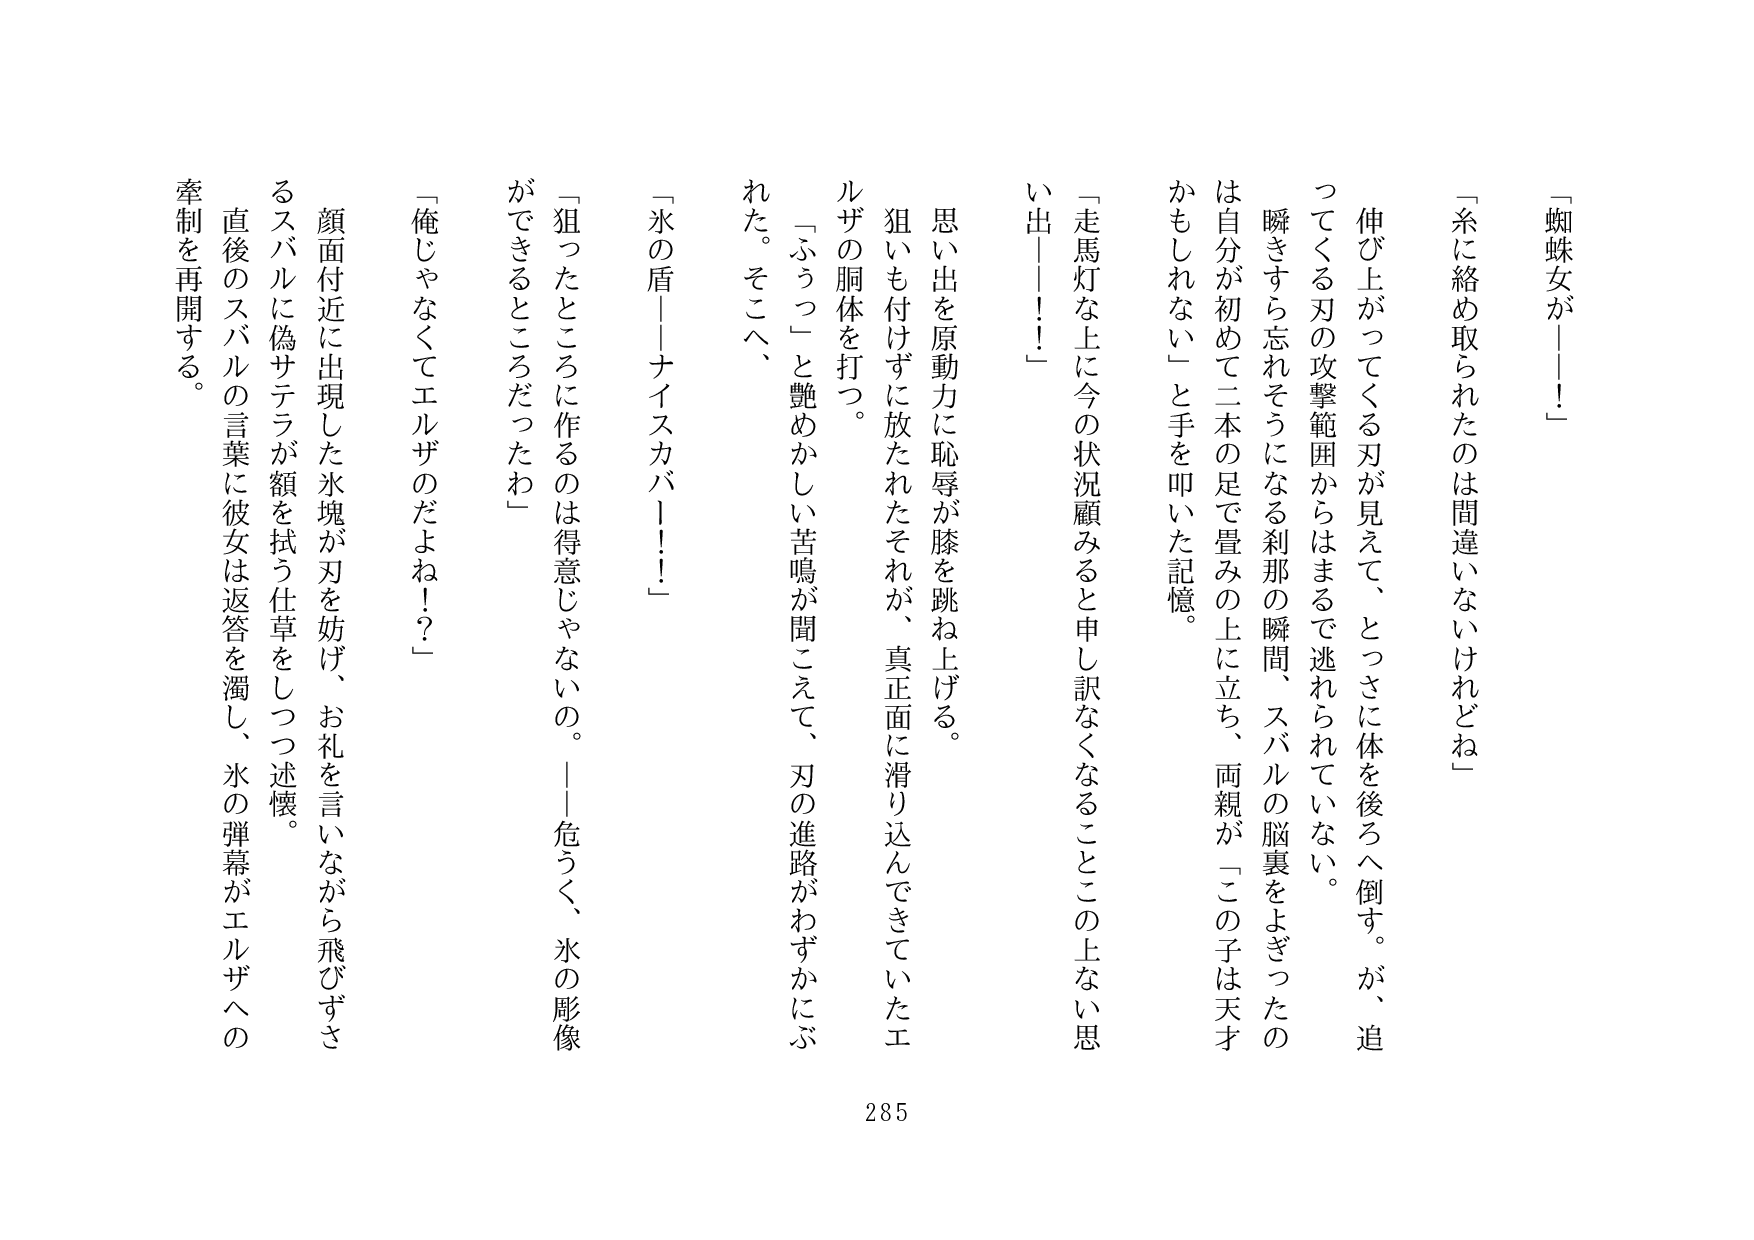 「蜘蛛女が――！」
「糸に絡め取られたのは間違いないけれどね」
伸び上がってくる刃が見えて、とっさに体を後ろへ倒す。が、追
ってくる刃の攻撃範囲からはまるで逃れられていない。
瞬きすら忘れそうになる刹那の瞬間、スバルの脳裏をよぎったの
は自分が初めて二本の足で畳みの上に立ち、両親が「この子は天才
かもしれない」と手を叩いた記憶。
「走馬灯な上に今の状況顧みると申し訳なくなることこの上ない思
い出――！！」
思い出を原動力に恥辱が膝を跳ね上げる。
狙いも付けずに放たれたそれが、真正面に滑り込んできていたエ
ルザの胴体を打つ。
「ふぅっ」と艶めかしい苦鳴が聞こえて、刃の進路がわずかにぶ
れた。そこへ、
「氷の盾――ナイスカバー！！」
「狙ったところに作るのは得意じゃないの。――危うく、氷の彫像
ができるところだったわ」
「俺じゃなくてエルザのだよね！？」
顔面付近に出現した氷塊が刃を妨げ、お礼を言いながら飛びずさ
るスバルに偽サテラが額を拭う仕草をしつつ述懐。
直後のスバルの言葉に彼女は返答を濁し、氷の弾幕がエルザへの
牽制を再開する。
285